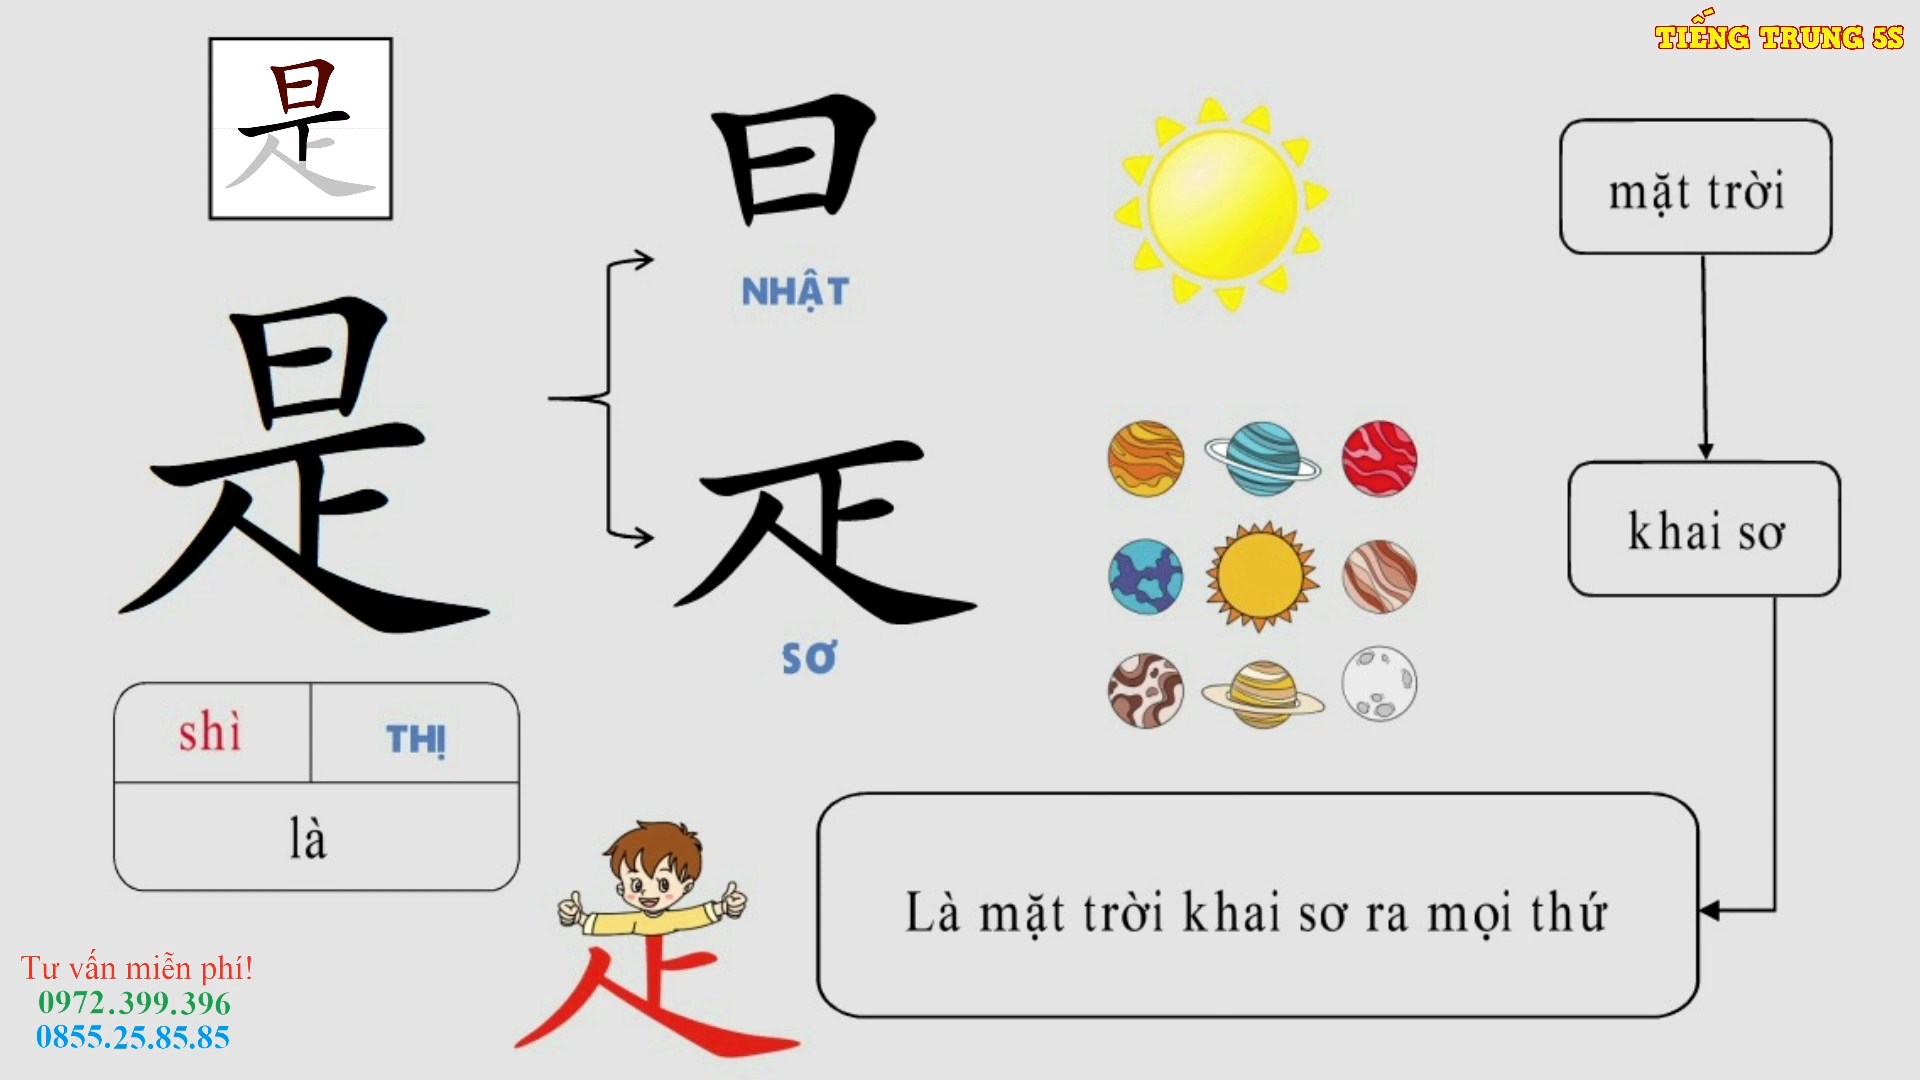 TIẾNG TRUNG 5S
是
日
NHẬT
mặt trời
是
𤴓
SƠ
khai sơ
shì
THỊ
là
Là mặt trời khai sơ ra mọi thứ
Tư vấn miễn phí!
0972.399.396
0855.25.85.85